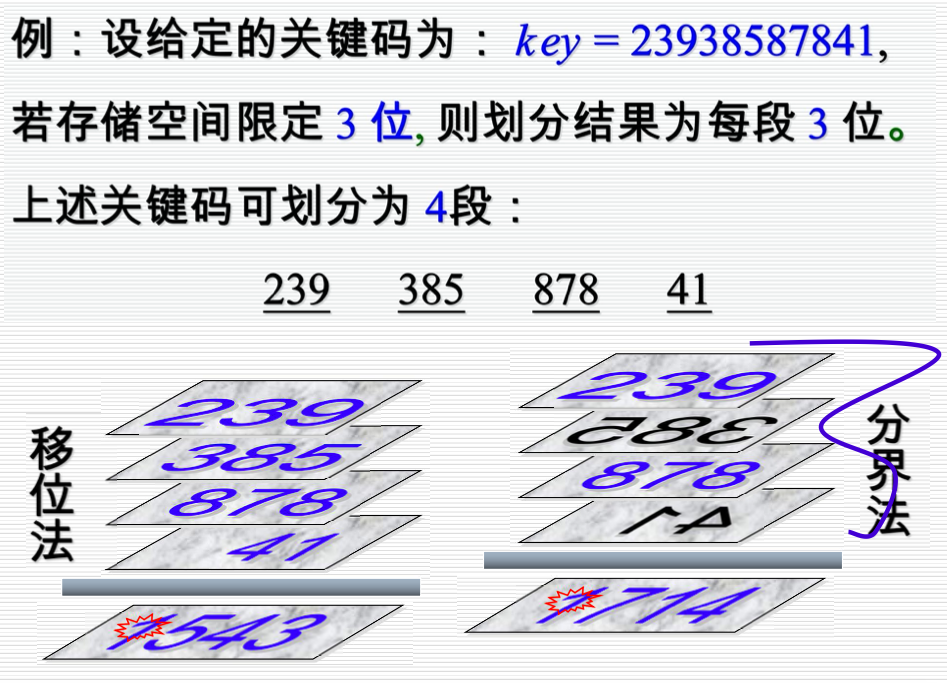 例：设给定的关键码为： key = 23938587841,
若存储空间限定 3 位, 则划分结果为每段 3 位。
上述关键码可划分为 4段：
239 385 878 41
移位法
239
385
878
41
1543
分界法
239
385
878
14
1714